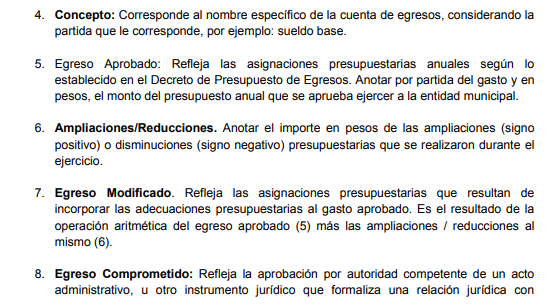 4. Concepto: Corresponde al nombre específico de la cuenta de egresos, considerando la
partida que le corresponde, por ejemplo: sueldo base.
5. Egreso Aprobado: Refleja las asignaciones presupuestarias anuales según lo
establecido en el Decreto de Presupuesto de Egresos. Anotar por partida del gasto y en
pesos, el monto del presupuesto anual que se aprueba ejercer a la entidad municipal.
6. Ampliaciones/Reducciones. Anotar el importe en pesos de las ampliaciones (signo
positivo) o disminuciones (signo negativo) presupuestarias que se realizaron durante el
ejercicio.
7. Egreso Modificado. Refleja las asignaciones presupuestarias que resultan de
incorporar las adecuaciones presupuestarias al gasto aprobado. Es el resultado de la
operación aritmética del egreso aprobado (5) más las ampliaciones / reducciones al
mismo (6).
8. Egreso Comprometido: Refleja la aprobación por autoridad competente de un acto
administrativo, u otro instrumento jurídico que formaliza una relación jurídica con